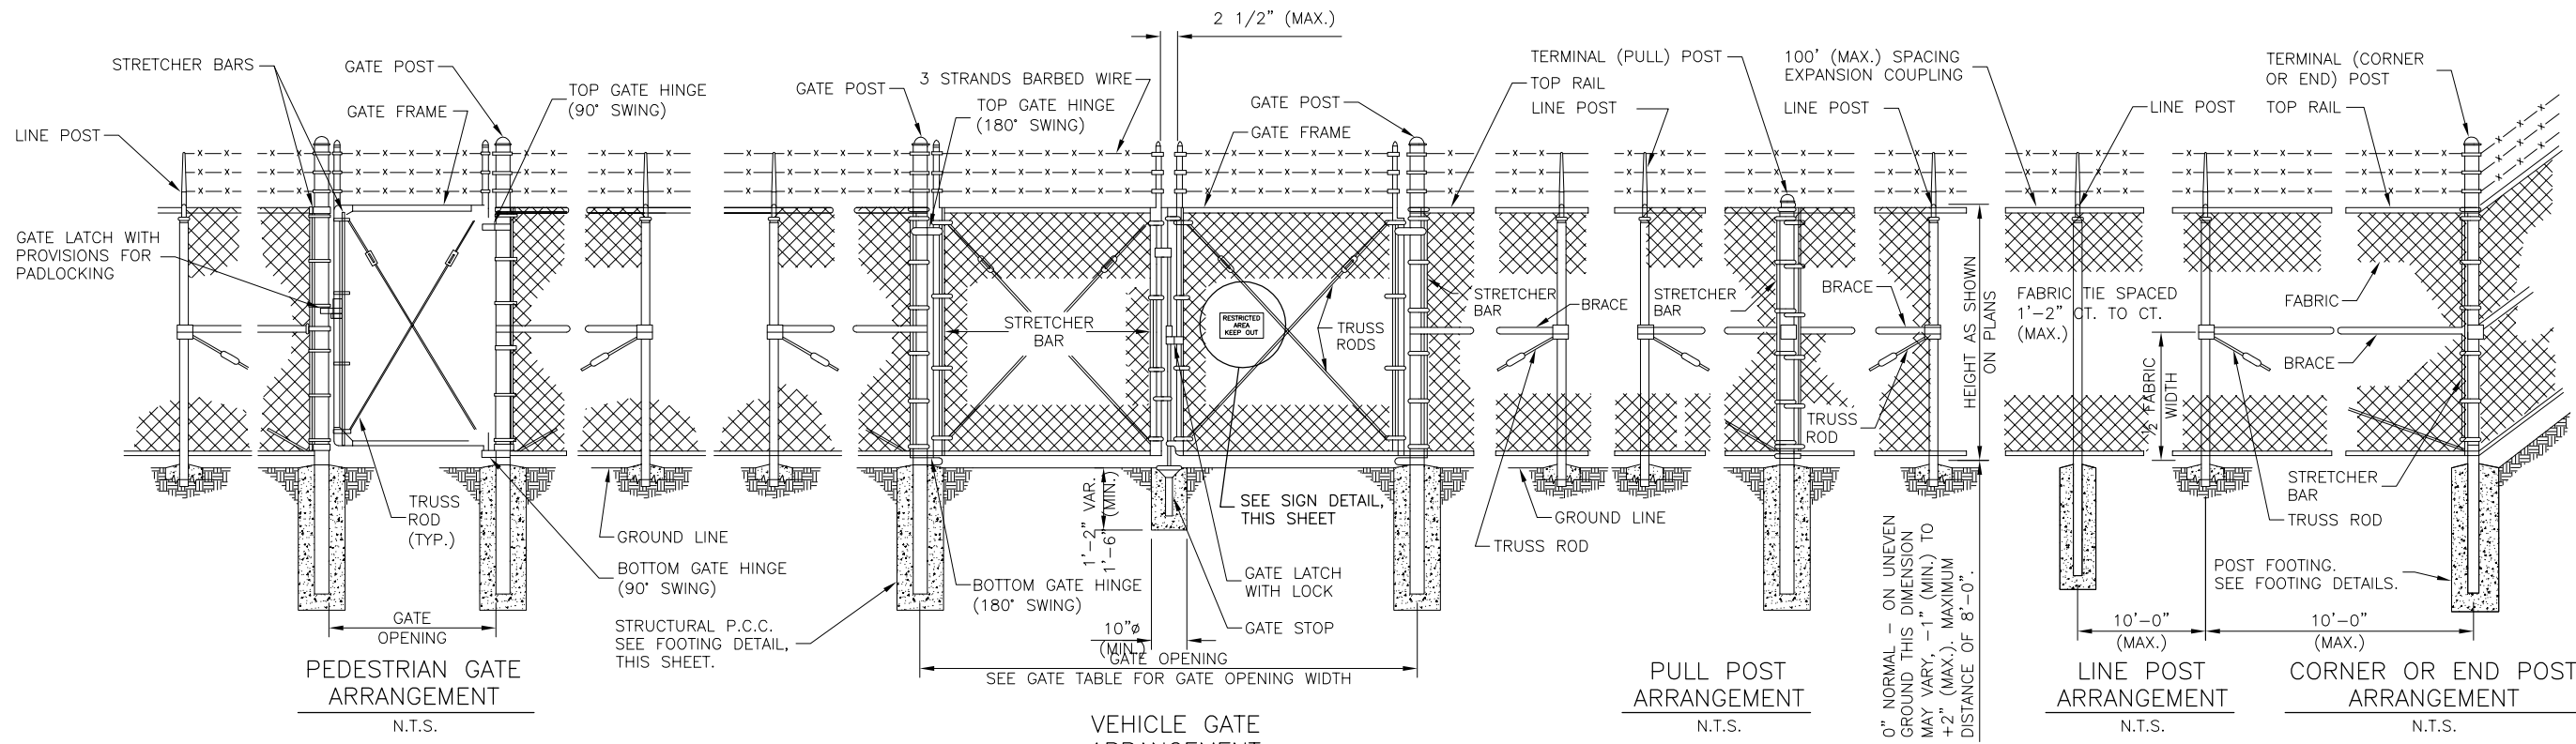 2 1/2" (MAX.)
STRETCHER BARS
GATE POST
TOP GATE HINGE
(90° SWING)
GATE FRAME
LINE POST
GATE LATCH WITH
PROVISIONS FOR
PADLOCKING
TRUSS
ROD
(TYP.)
GROUND LINE
BOTTOM GATE HINGE
(90° SWING)
GATE
OPENING
PEDESTRIAN GATE
ARRANGEMENT
N.T.S.
GATE POST
3 STRANDS BARBED WIRE
TOP GATE HINGE
(180° SWING)
GATE POST
GATE FRAME
STRETCHER
BAR
RESTRICTED
AREA
KEEP OUT
TRUSS
RODS
STRETCHER
BAR
1'-2" VAR.
1'-6" (MIN.)
SEE SIGN DETAIL,
THIS SHEET
BOTTOM GATE HINGE
(180° SWING)
GATE LATCH
WITH LOCK
GATE STOP
STRUCTURAL P.C.C.
SEE FOOTING DETAIL,
THIS SHEET.
10"ø
(MIN.)
GATE OPENING
SEE GATE TABLE FOR GATE OPENING WIDTH
VEHICLE GATE
ARRANGEMENT
TERMINAL (PULL) POST
TOP RAIL
LINE POST
BRACE
STRETCHER
BAR
GROUND LINE
TRUSS ROD
PULL POST
ARRANGEMENT
N.T.S.
100' (MAX.) SPACING
EXPANSION COUPLING
LINE POST
BRACE
TRUSS
ROD
HEIGHT AS SHOWN
ON PLANS
0" NORMAL – ON UNEVEN
GROUND THIS DIMENSION
MAY VARY, –1" (MIN.) TO
+2" (MAX.). MAXIMUM
DISTANCE OF 8'–0".
LINE POST
FABRIC TIE SPACED
1'–2" CT. TO CT.
(MAX.)
1/2 FABRIC
WIDTH
10'–0"
(MAX.)
LINE POST
ARRANGEMENT
N.T.S.
TERMINAL (CORNER
OR END) POST
TOP RAIL
FABRIC
BRACE
STRETCHER
BAR
TRUSS ROD
POST FOOTING.
SEE FOOTING DETAILS.
10'–0"
(MAX.)
CORNER OR END POST
ARRANGEMENT
N.T.S.